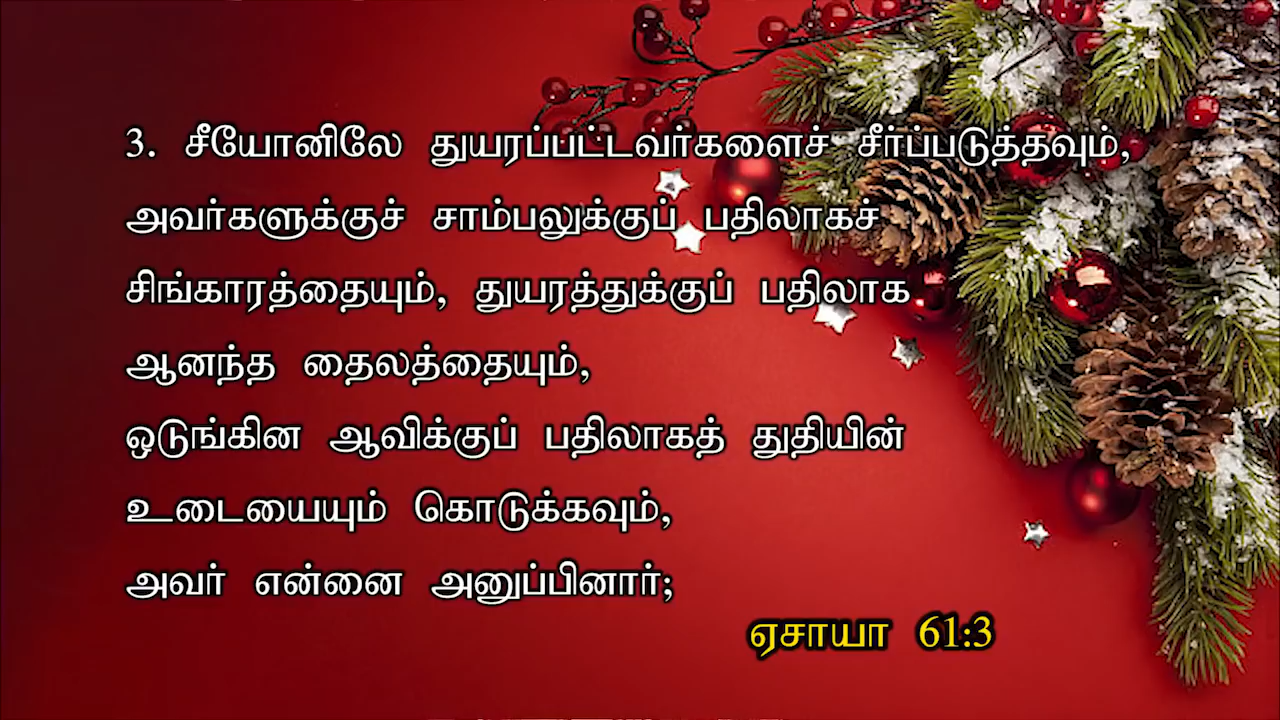 3. சீயோனிலே துயரப்பட்டவர்களைச் சீர்ப்படுத்தவும்,
அவர்களுக்குச் சாம்பலுக்குப் பதிலாகச்
சிங்காரத்தையும், துயரத்துக்குப் பதிலாக
ஆனந்த தைலத்தையும்,
ஒடுங்கின ஆவிக்குப் பதிலாகத் துதியின்
உடையையும் கொடுக்கவும்,
அவர் என்னை அனுப்பினார்;
ஏசாயா 61:3